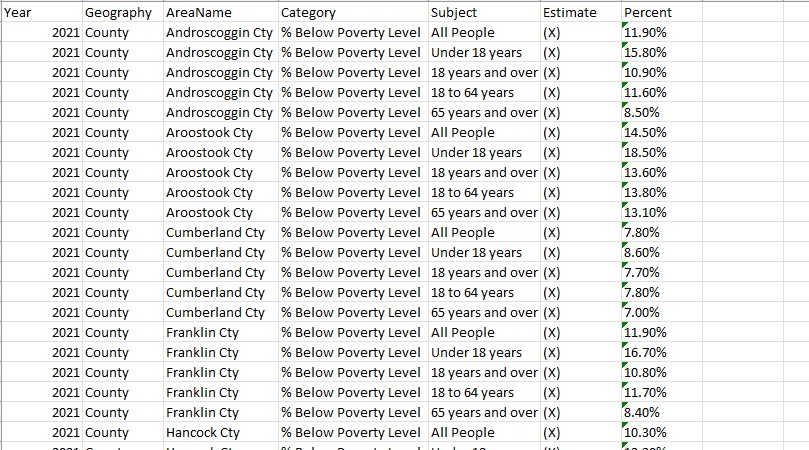 Year Geography AreaName Category Subject Estimate Percent
2021 County Androscoggin Cty % Below Poverty Level All People (X) 11.90%
2021 County Androscoggin Cty % Below Poverty Level Under 18 years (X) 15.80%
2021 County Androscoggin Cty % Below Poverty Level 18 years and over (X) 10.90%
2021 County Androscoggin Cty % Below Poverty Level 18 to 64 years (X) 11.60%
2021 County Androscoggin Cty % Below Poverty Level 65 years and over (X) 8.50%
2021 County Aroostook Cty % Below Poverty Level All People (X) 14.50%
2021 County Aroostook Cty % Below Poverty Level Under 18 years (X) 18.50%
2021 County Aroostook Cty % Below Poverty Level 18 years and over (X) 13.60%
2021 County Aroostook Cty % Below Poverty Level 18 to 64 years (X) 13.80%
2021 County Aroostook Cty % Below Poverty Level 65 years and over (X) 13.10%
2021 County Cumberland Cty % Below Poverty Level All People (X) 7.80%
2021 County Cumberland Cty % Below Poverty Level Under 18 years (X) 8.60%
2021 County Cumberland Cty % Below Poverty Level 18 years and over (X) 7.70%
2021 County Cumberland Cty % Below Poverty Level 18 to 64 years (X) 7.80%
2021 County Cumberland Cty % Below Poverty Level 65 years and over (X) 7.00%
2021 County Franklin Cty % Below Poverty Level All People (X) 11.90%
2021 County Franklin Cty % Below Poverty Level Under 18 years (X) 16.70%
2021 County Franklin Cty % Below Poverty Level 18 years and over (X) 10.80%
2021 County Franklin Cty % Below Poverty Level 18 to 64 years (X) 11.70%
2021 County Franklin Cty % Below Poverty Level 65 years and over (X) 8.40%
2021 County Hancock Cty % Below Poverty Level All People (X) 10.30%